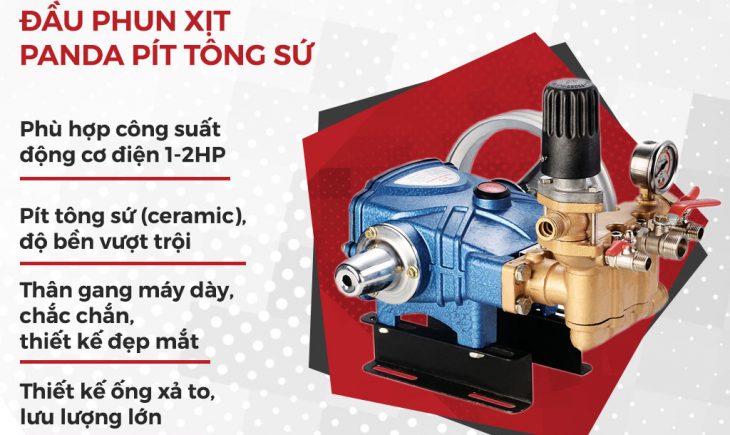 ĐẦU PHUN XỊT
PANDA PÍT TÔNG SỨ
Phù hợp công suất
động cơ điện 1-2HP
Pít tông sứ (ceramic),
độ bền vượt trội
Thân gang máy dày,
chắc chắn,
thiết kế đẹp mắt
Thiết kế ống xả to,
lưu lượng lớn